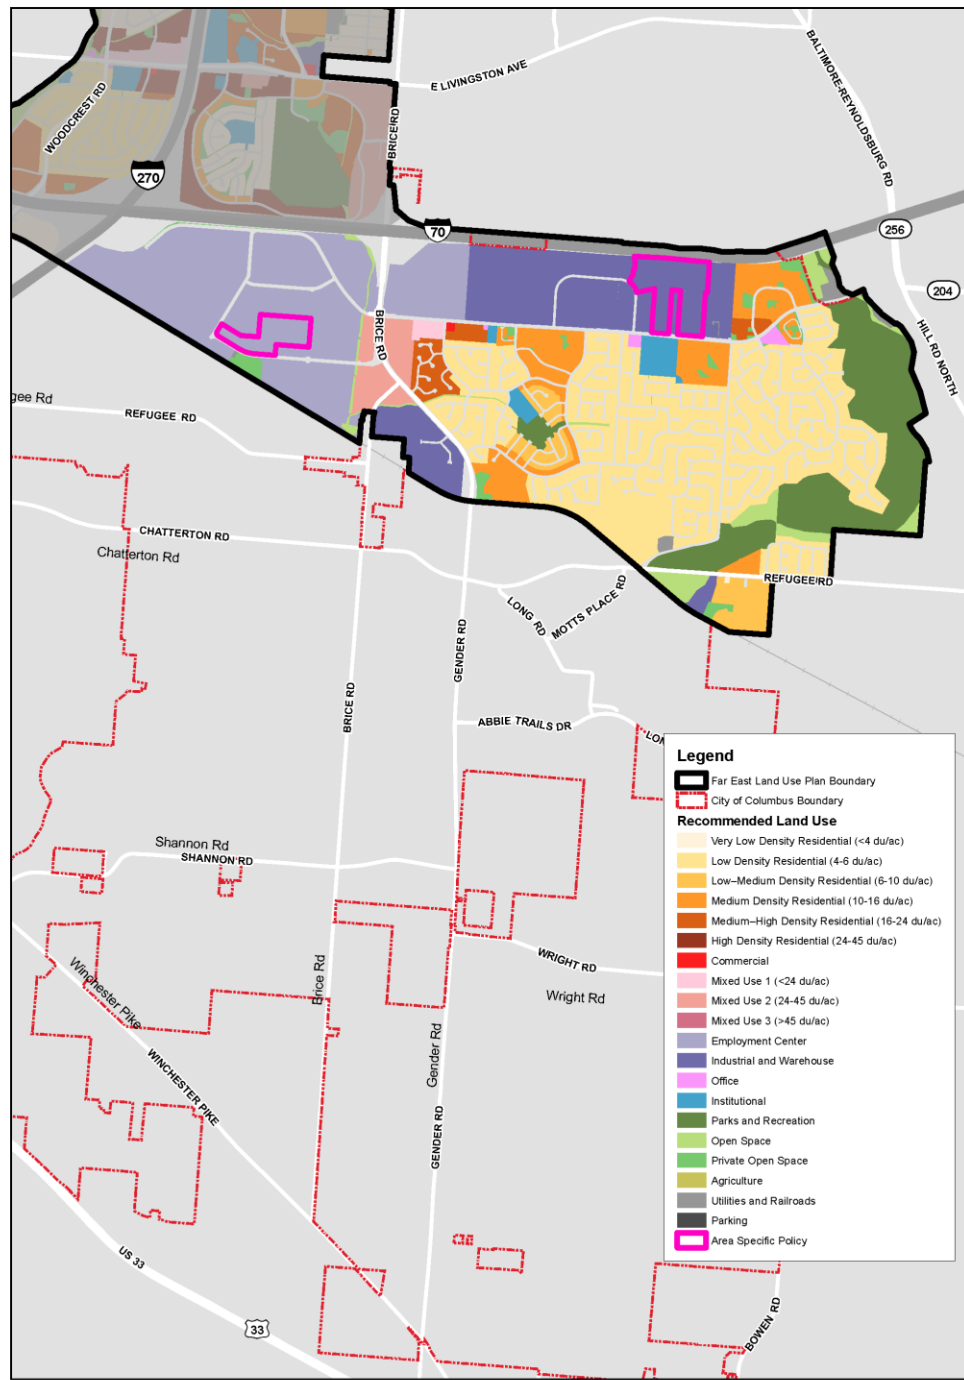 E LIVINGSTON AVE
BALTIMORE-REYNOLDSBURG RD
WOODCREST RD
BRICE RD
270
70
256
204
HILL RD NORTH
BRICE RD
gee Rd
REFUGEE RD
CHATTERTON RD
Chatterton Rd
REFUGEE RD
MOTTS PLACE RD
LONG RD
GENDER RD
BRICE RD
ABBIE TRAILS DR
LON
Shannon Rd
SHANNON RD
WRIGHT RD
Wright Rd
Brice Rd
Winchester Pike
WINCHESTER PIKE
Gender Rd
GENDER RD
US 33
33
BOWEN RD
Legend
Far East Land Use Plan Boundary
City of Columbus Boundary
Recommended Land Use
Very Low Density Residential (<4 du/ac)
Low Density Residential (4-6 du/ac)
Low–Medium Density Residential (6-10 du/ac)
Medium Density Residential (10-16 du/ac)
Medium–High Density Residential (16-24 du/ac)
High Density Residential (24-45 du/ac)
Commercial
Mixed Use 1 (<24 du/ac)
Mixed Use 2 (24-45 du/ac)
Mixed Use 3 (>45 du/ac)
Employment Center
Industrial and Warehouse
Office
Institutional
Parks and Recreation
Open Space
Private Open Space
Agriculture
Utilities and Railroads
Parking
Area Specific Policy